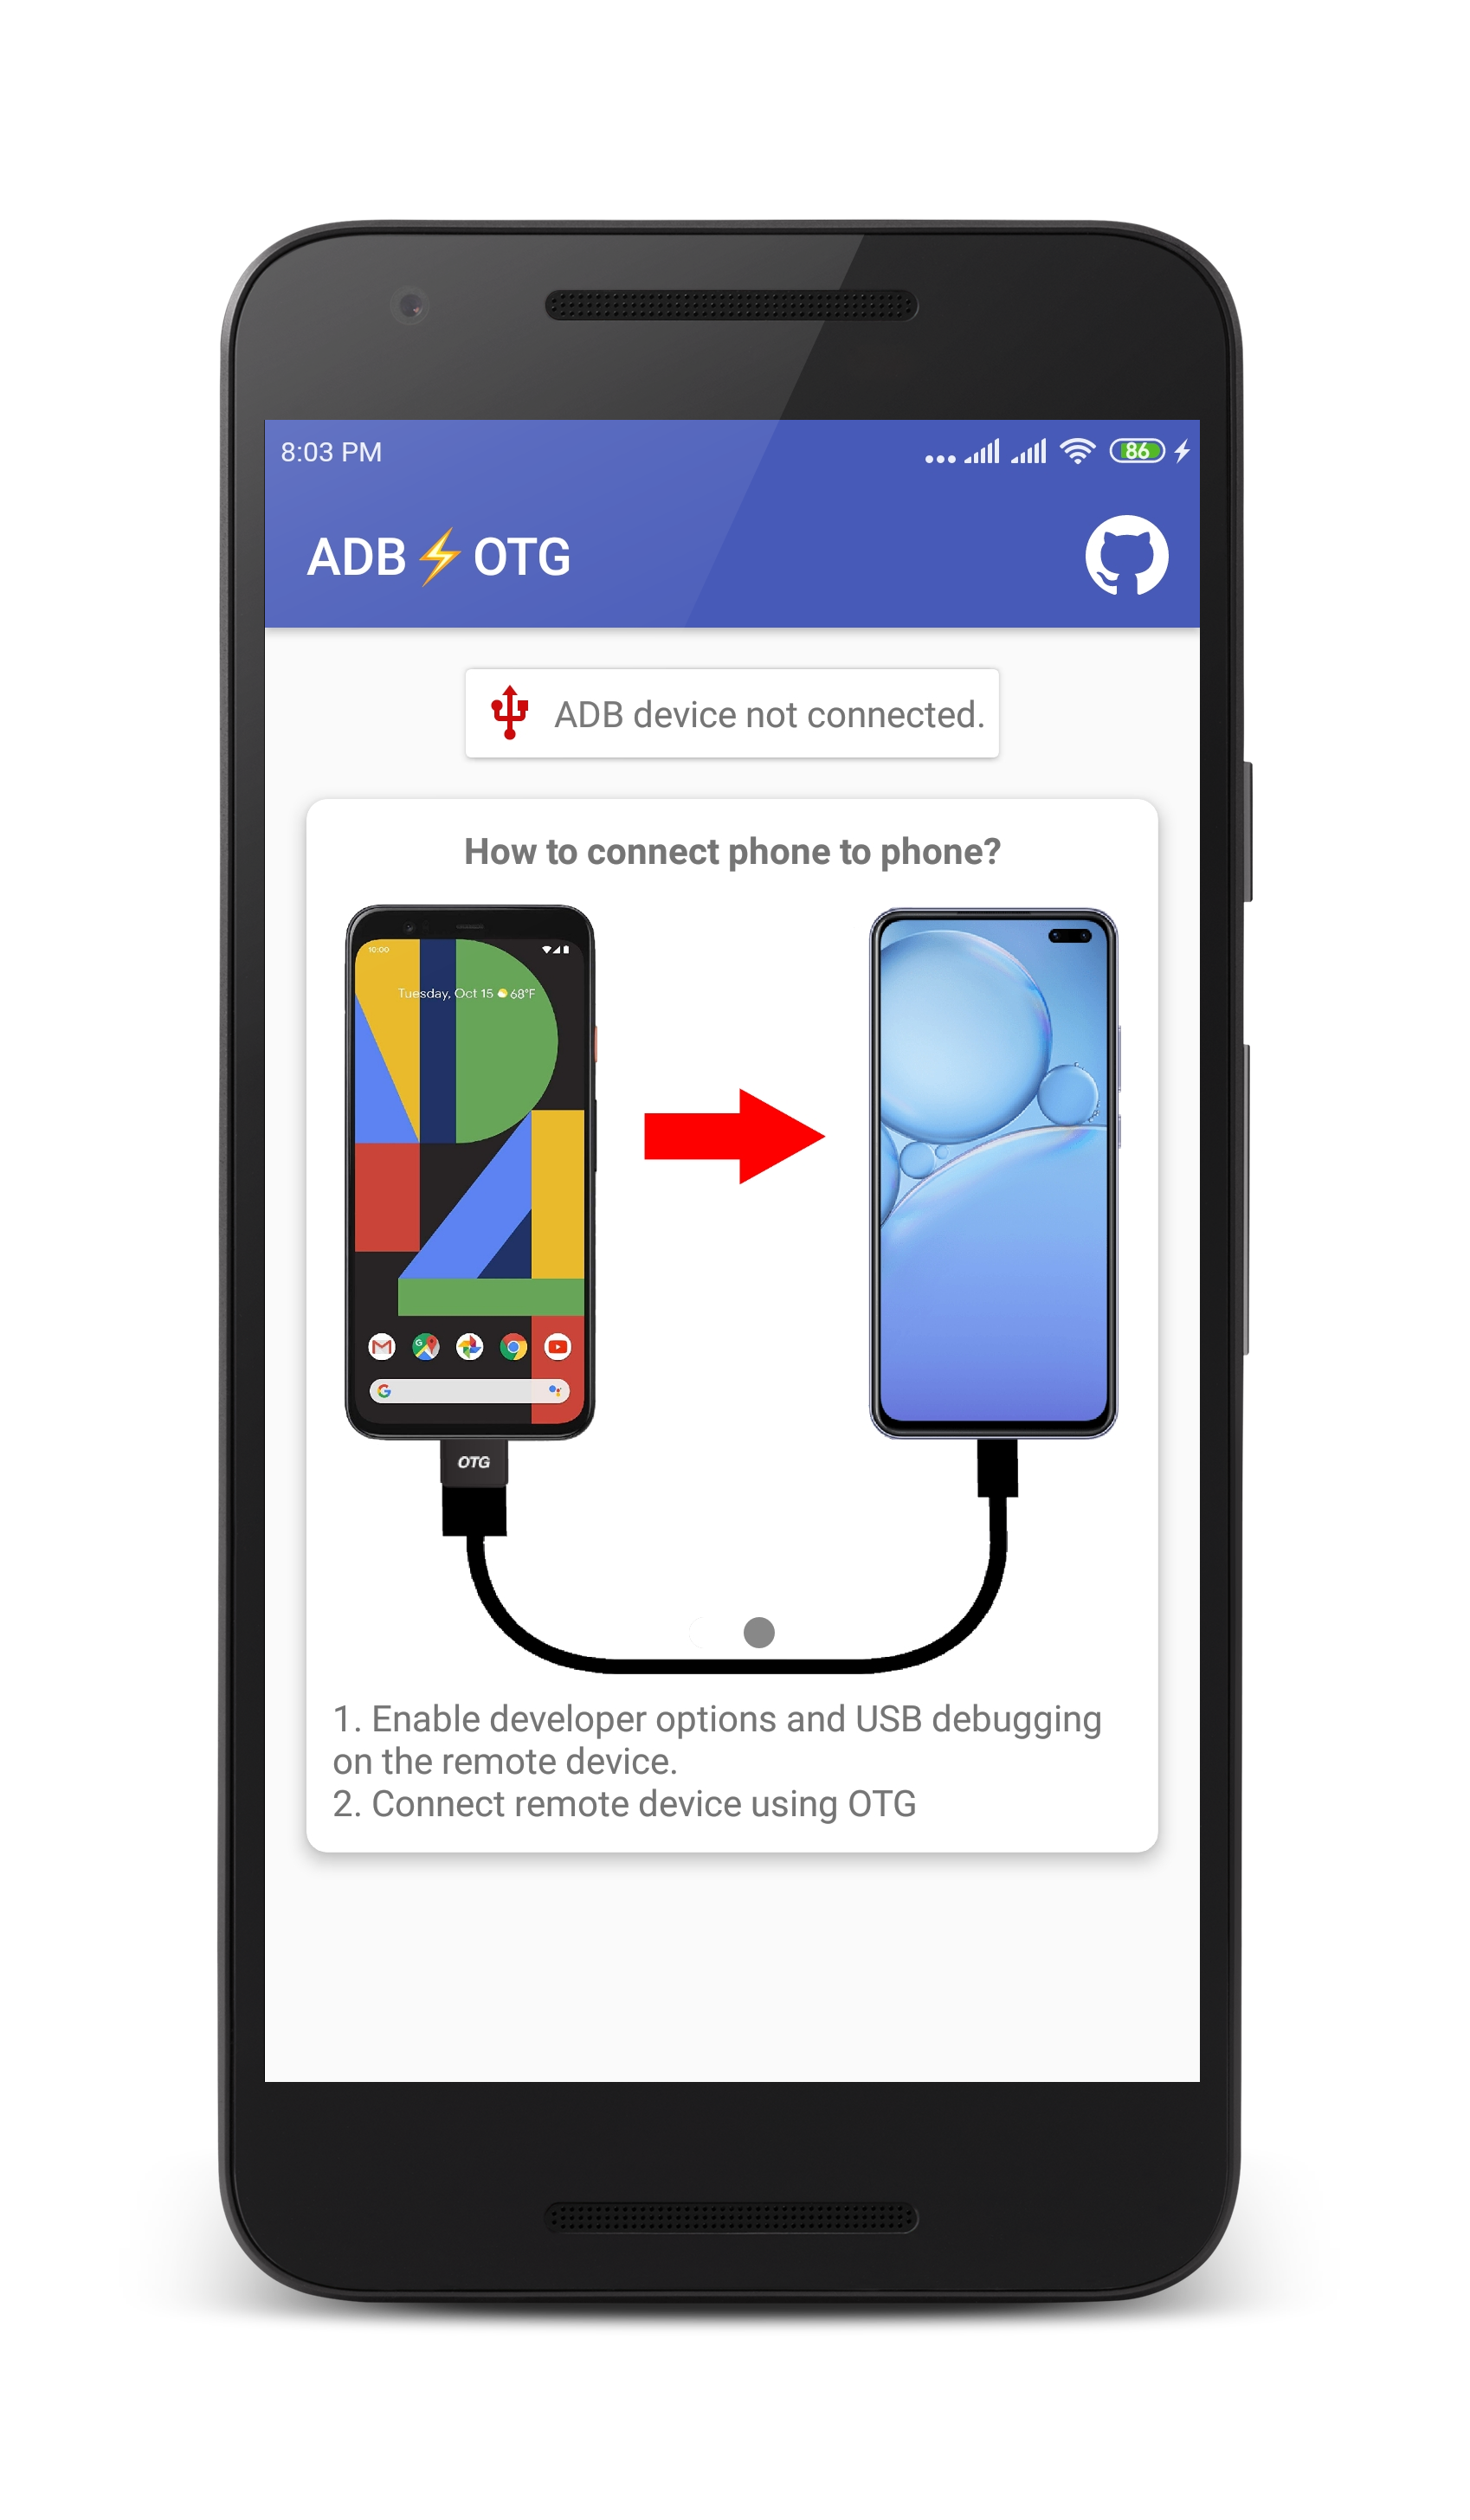 8:03 PM
86
ADB⚡OTG
ADB device not connected.
How to connect phone to phone?
10:00
Tuesday, Oct 15 68°F
OTG
1. Enable developer options and USB debugging
on the remote device.
2. Connect remote device using OTG